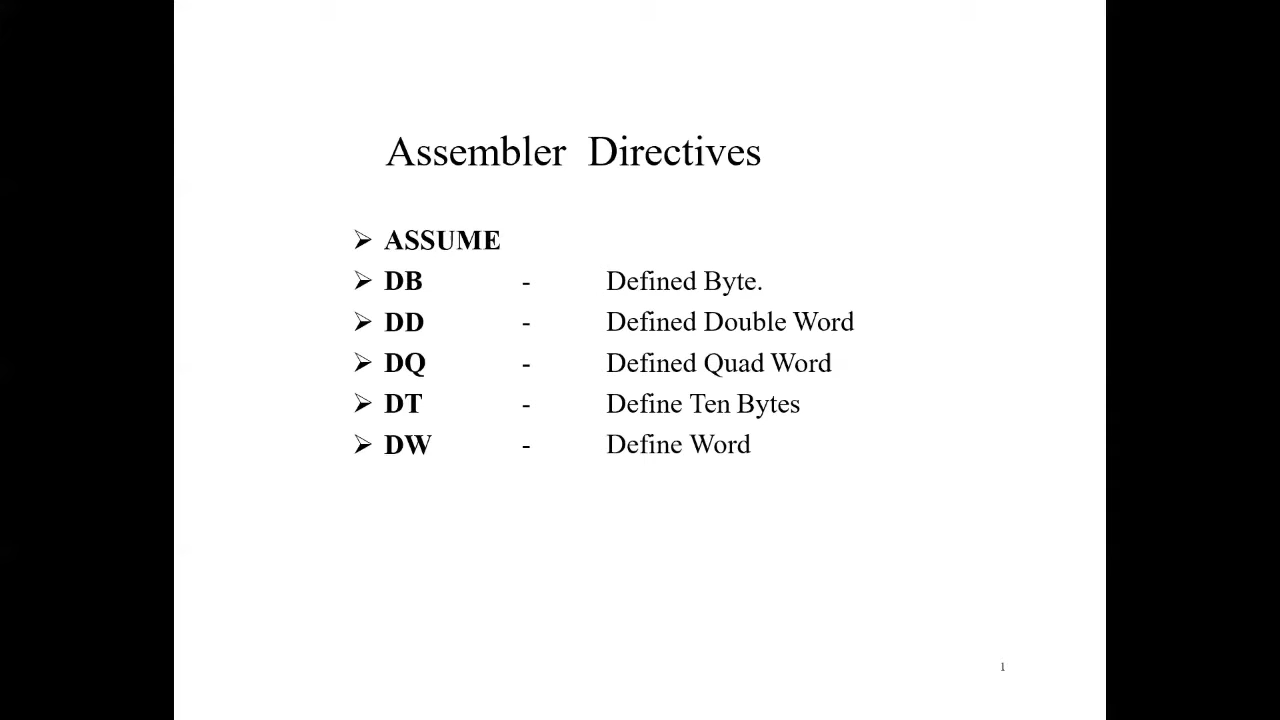 Assembler Directives
➢ ASSUME
➢ DB - Defined Byte.
➢ DD - Defined Double Word
➢ DQ - Defined Quad Word
➢ DT - Define Ten Bytes
➢ DW - Define Word
1